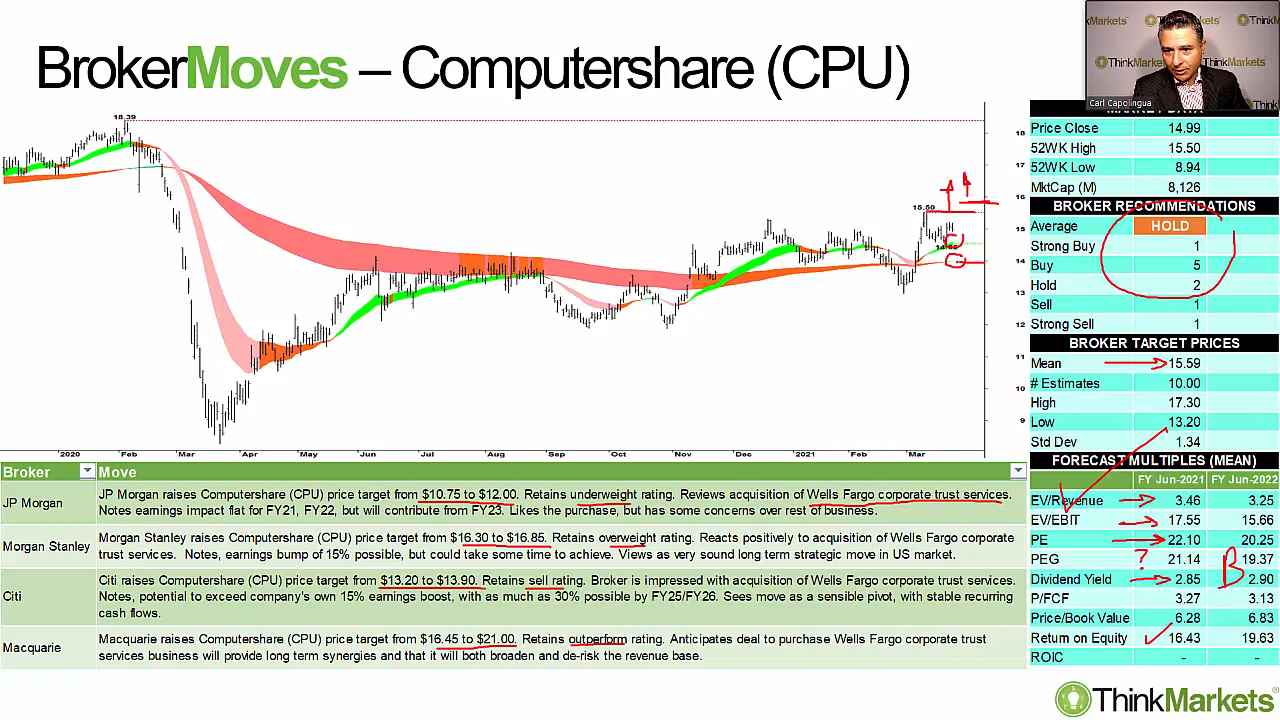 BrokerMoves – Computershare (CPU)
ThinkMarkets
ThinkMarkets
Carl Capolingua
18.39
15.50
18
17
16
15
14
13
12
11
10
9
2020 Feb Mar Apr May Jun Jul Aug Sep Oct Nov Dec 2021 Feb Mar
MARKET DATA
Price Close 14.99
52WK High 15.50
52WK Low 8.94
MktCap (M) 8,126
BROKER RECOMMENDATIONS
Average HOLD
Strong Buy 1
Buy 5
Hold 2
Sell 1
Strong Sell 1
BROKER TARGET PRICES
Mean 15.59
# Estimates 10.00
High 17.30
Low 13.20
Std Dev 1.34
FORECAST MULTIPLES (MEAN)
FY Jun-2021 FY Jun-2022
EV/Revenue 3.46 3.25
EV/EBIT 17.55 15.66
PE 22.10 20.25
PEG ? 21.14 19.37
Dividend Yield 2.85 B 2.90
P/FCF 3.27 3.13
Price/Book Value 6.28 6.83
Return on Equity 16.43 19.63
ROIC - -
Broker Move
JP Morgan
JP Morgan raises Computershare (CPU) price target from $10.75 to $12.00. Retains underweight rating. Reviews acquisition of Wells Fargo corporate trust services.
Notes earnings impact flat for FY21, FY22, but will contribute from FY23. Likes the purchase, but has some concerns over rest of business.
Morgan Stanley
Morgan Stanley raises Computershare (CPU) price target from $16.30 to $16.85. Retains overweight rating. Reacts positively to acquisition of Wells Fargo corporate
trust services. Notes, earnings bump of 15% possible, but could take some time to achieve. Views as very sound long term strategic move in US market.
Citi
Citi raises Computershare (CPU) price target from $13.20 to $13.90. Retains sell rating. Broker is impressed with acquisition of Wells Fargo corporate trust services.
Notes, potential to exceed company's own 15% earnings boost, with as much as 30% possible by FY25/FY26. Sees move as a sensible pivot, with stable recurring
cash flows.
Macquarie
Macquarie raises Computershare (CPU) price target from $16.45 to $21.00. Retains outperform rating. Anticipates deal to purchase Wells Fargo corporate trust
services business will provide long term synergies and that it will both broaden and de-risk the revenue base.
ThinkMarkets